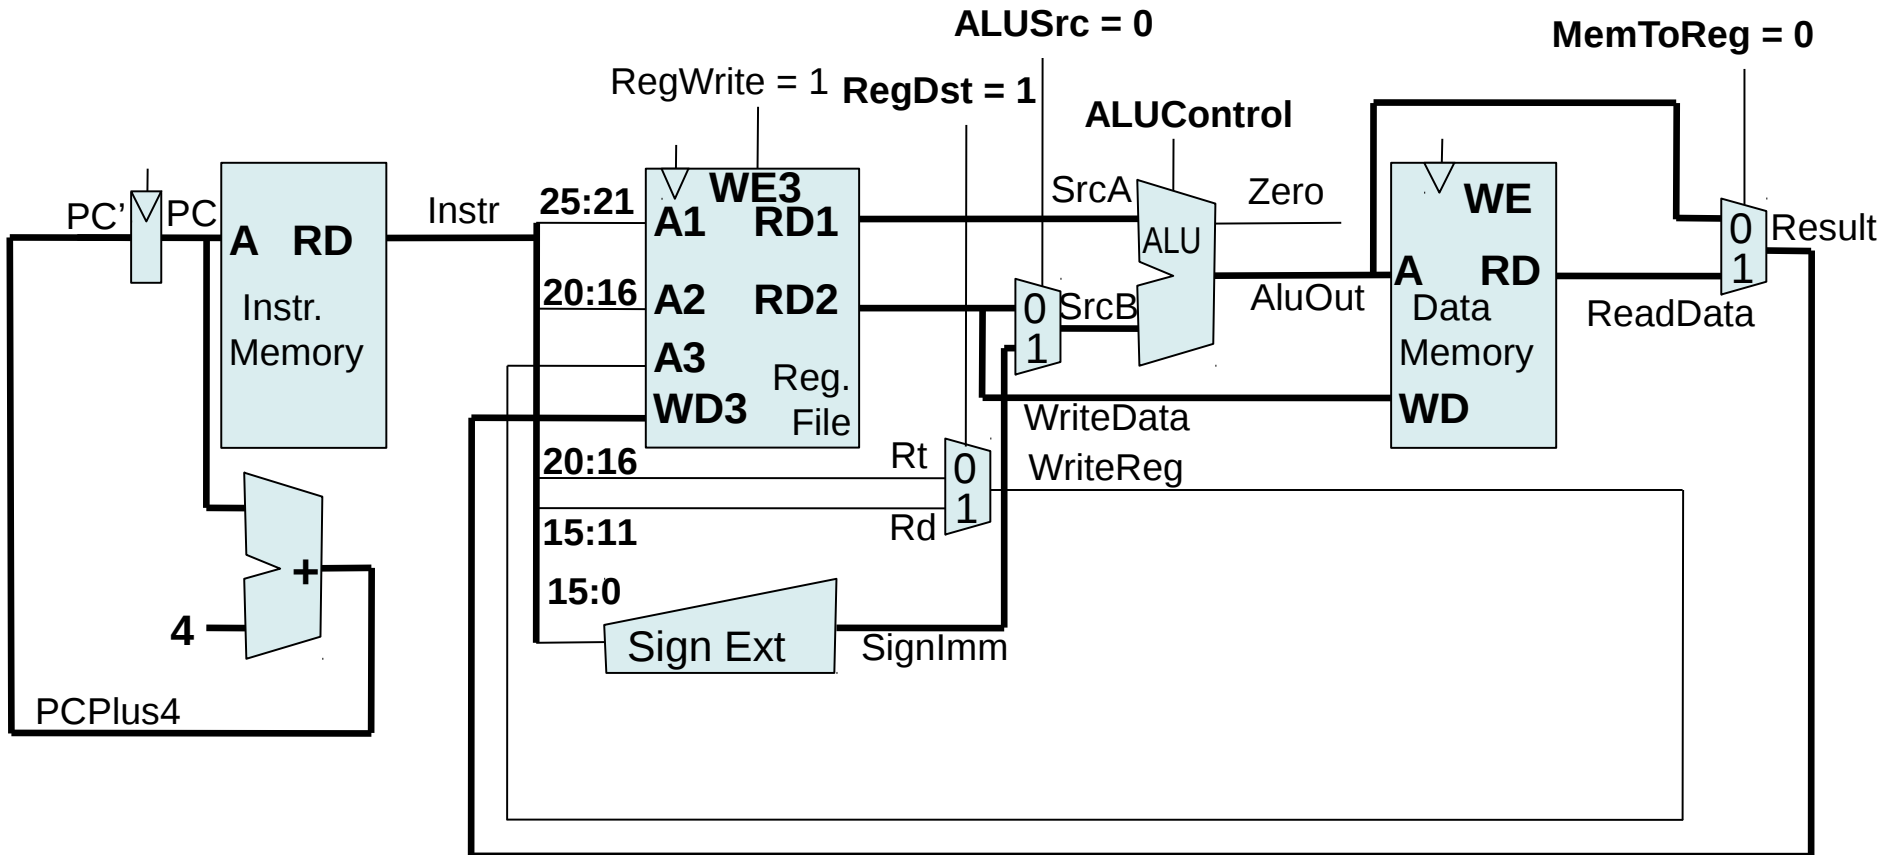 ALUSrc = 0
MemToReg = 0
RegWrite = 1
RegDst = 1
ALUControl
PC’
PC
A RD
Instr.
Memory
Instr
25:21
20:16
WE3
A1 RD1
A2 RD2
A3
WD3
Reg.
File
SrcA
SrcB
0
1
ALU
Zero
AluOut
WE
A RD
Data
Memory
WD
ReadData
0
1
Result
WriteData
WriteReg
20:16
Rt
0
1
Rd
15:11
15:0
Sign Ext
SignImm
+
4
PCPlus4